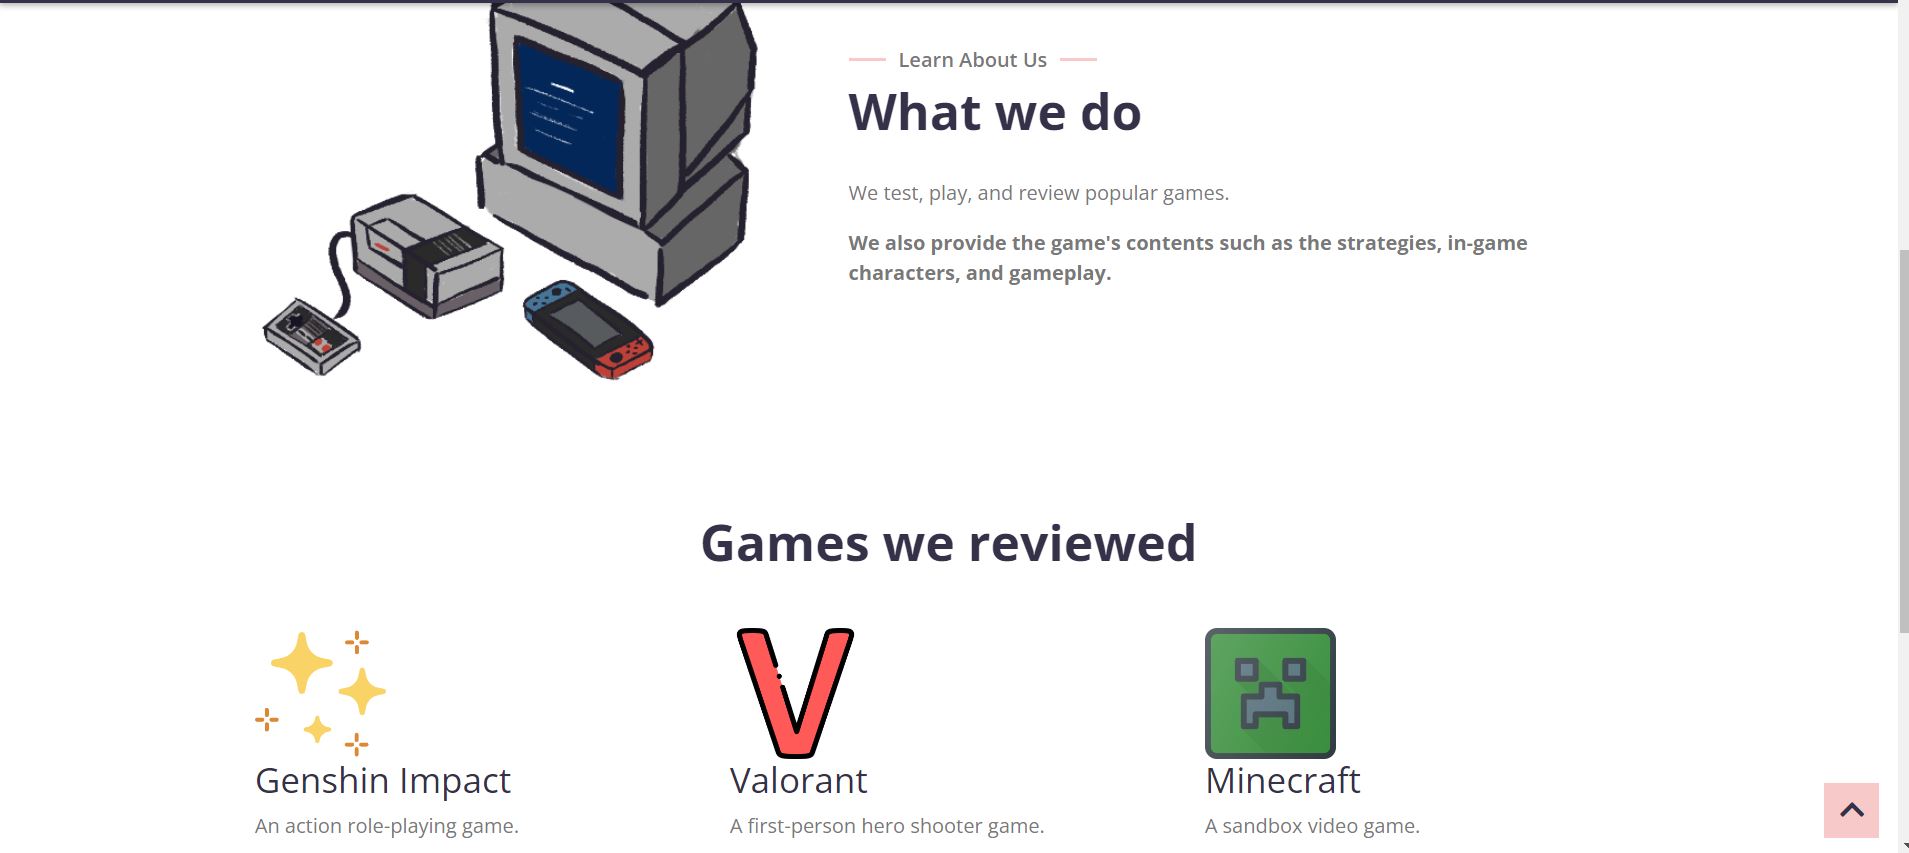 Learn About Us
What we do
We test, play, and review popular games.
We also provide the game's contents such as the strategies, in-game
characters, and gameplay.
Games we reviewed
V
Genshin Impact
Valorant
Minecraft
An action role-playing game.
A first-person hero shooter game.
A sandbox video game.